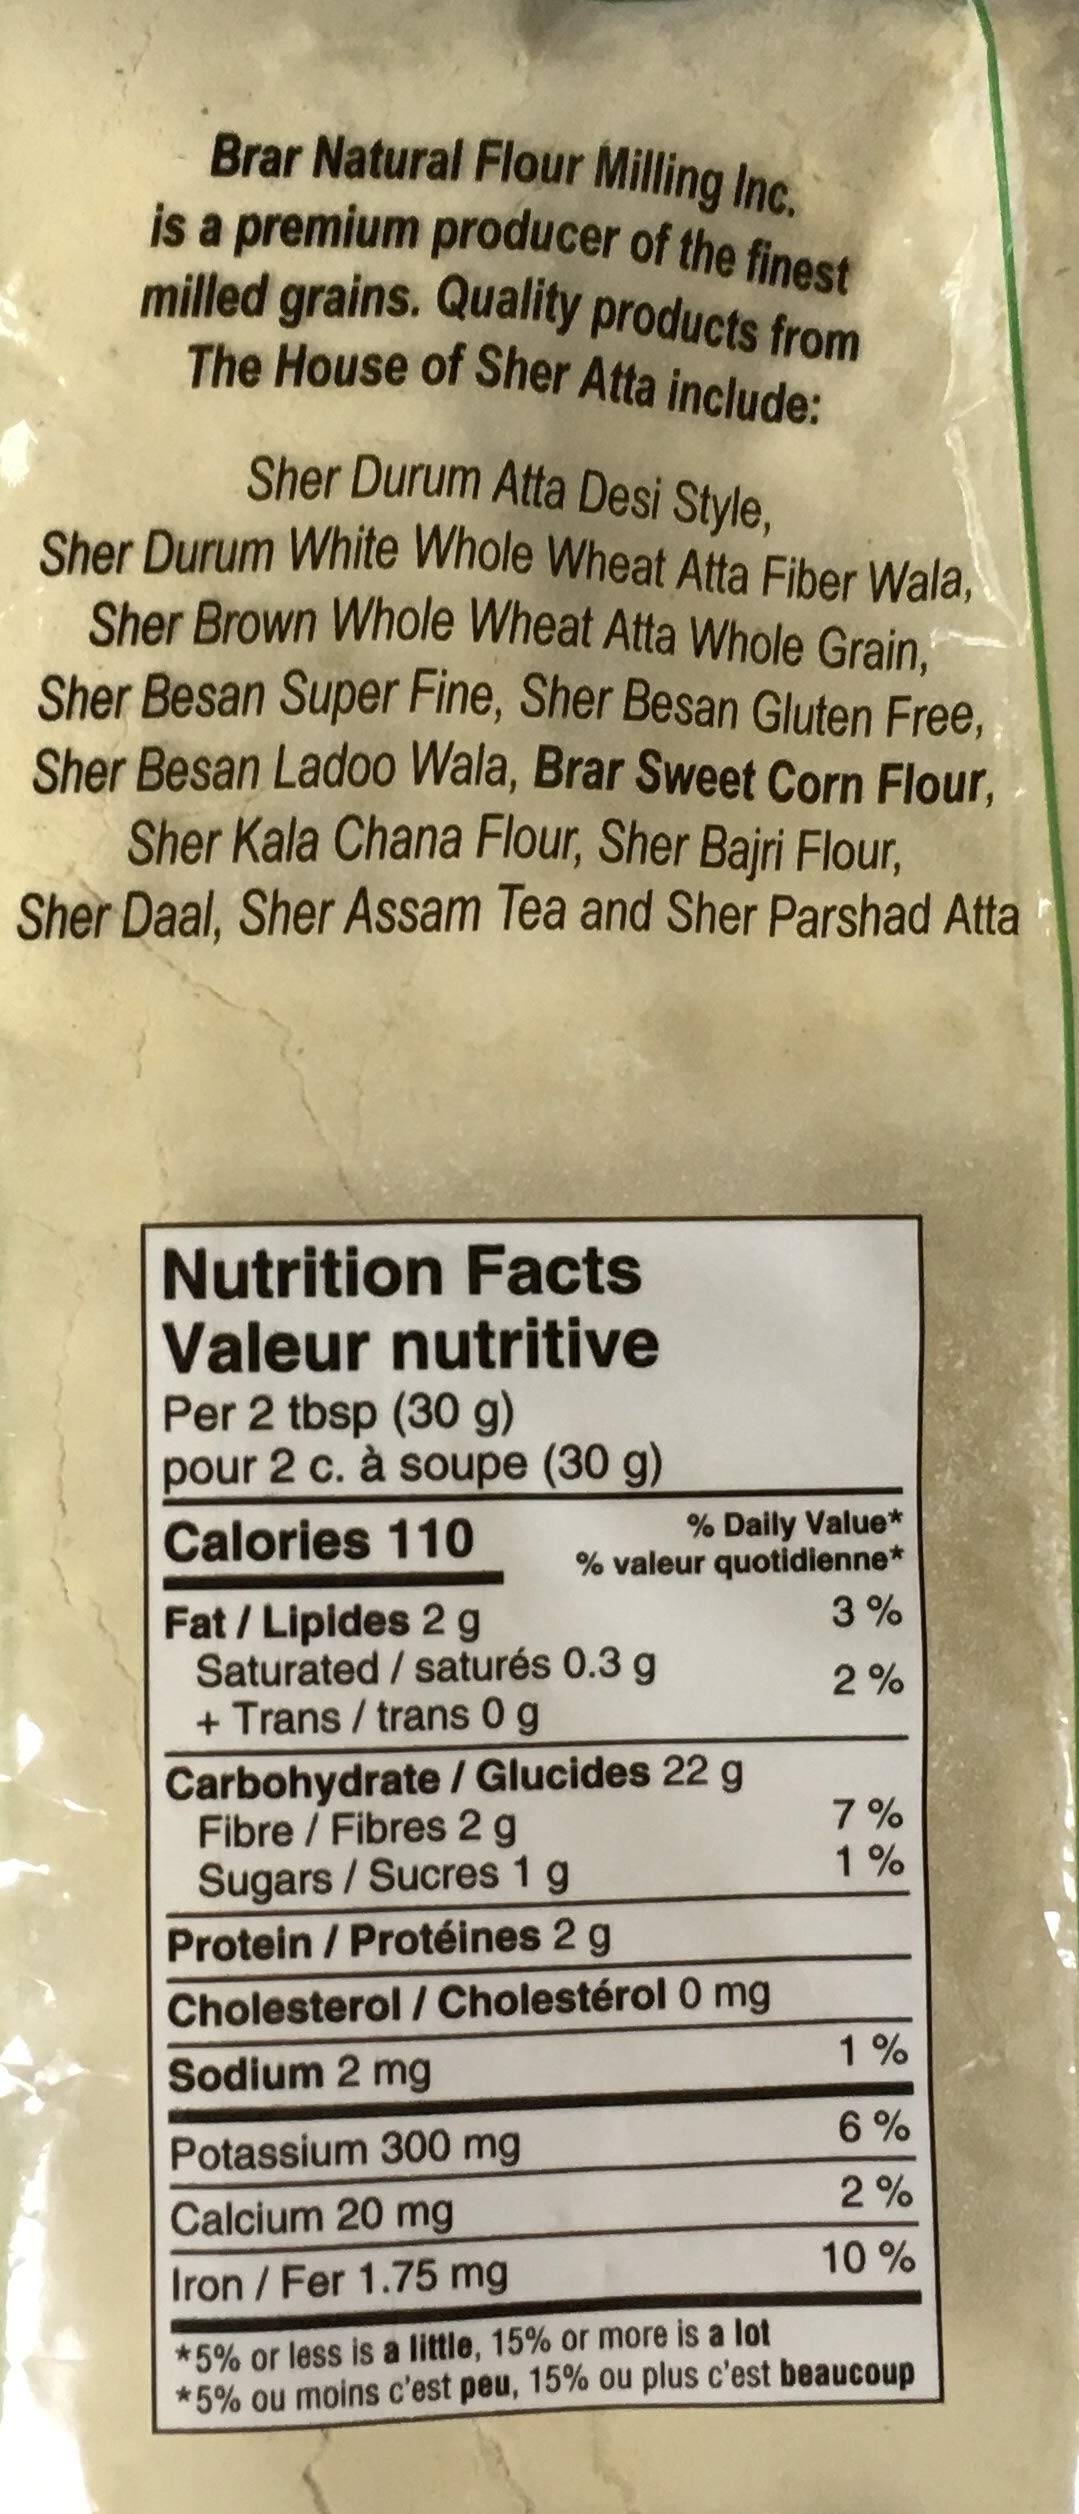 Brar Natural Flour Milling Inc.
is a premium producer of the finest
milled grains. Quality products from
The House of Sher Atta include:
Sher Durum Atta Desi Style,
Sher Durum White Whole Wheat Atta Fiber Wala,
Sher Brown Whole Wheat Atta Whole Grain,
Sher Besan Super Fine, Sher Besan Gluten Free,
Sher Besan Ladoo Wala, Brar Sweet Corn Flour,
Sher Kala Chana Flour, Sher Bajri Flour,
Sher Daal, Sher Assam Tea and Sher Parshad Atta
Nutrition Facts
Valeur nutritive
Per 2 tbsp (30 g)
pour 2 c. à soupe (30 g)
Calories 110
% Daily Value*
% valeur quotidienne*
Fat / Lipides 2 g 3 %
Saturated / saturés 0.3 g
+ Trans / trans 0 g 2 %
Carbohydrate / Glucides 22 g
Fibre / Fibres 2 g 7 %
Sugars / Sucres 1 g 1 %
Protein / Protéines 2 g
Cholesterol / Cholestérol 0 mg
Sodium 2 mg 1 %
Potassium 300 mg 6 %
Calcium 20 mg 2 %
Iron / Fer 1.75 mg 10 %
*5% or less is a little, 15% or more is a lot
*5% ou moins c'est peu, 15% ou plus c'est beaucoup